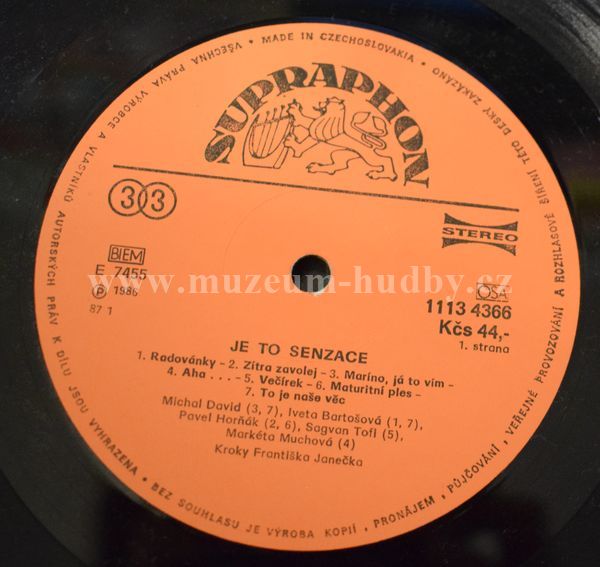 VŠECHNA PRÁVA VÝROBCE A VLASTNÍKŮ AUTORSKÝCH PRÁV K DÍLU JSOU VYHRAZENA • BEZ SOUHLASU JE VÝROBA KOPIÍ, PRONÁJEM, PŮJČOVÁNÍ, VEŘEJNÉ PROVOZOVÁNÍ A ROZHLASOVÉ ŠÍŘENÍ TÉTO DESKY ZAKÁZÁNO • MADE IN CZECHOSLOVAKIA •
SUPRAPHON
33
STEREO
BIEM
E 7455
℗ 1986
87 1
OSA
1113 4366
Kčs 44,-
1. strana
www.muzeum-hudby.cz
JE TO SENZACE
1. Radovánky – 2. Zítra zavolej – 3. Maríno, já to vím –
4. Aha . . . – 5. Večírek – 6. Maturitní ples –
7. To je naše věc
Michal David (3, 7), Iveta Bartošová (1, 7),
Pavel Horňák (2, 6), Sagvan Tofi (5),
Markéta Muchová (4)
Kroky Františka Janečka